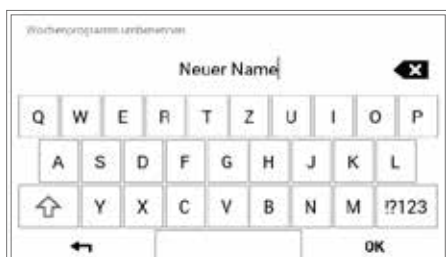 Wochenprogramm umbenennen
Neuer Name
Q W E R T Z U I O P
A S D F G H J K L
Y X C V B N M !?123
OK